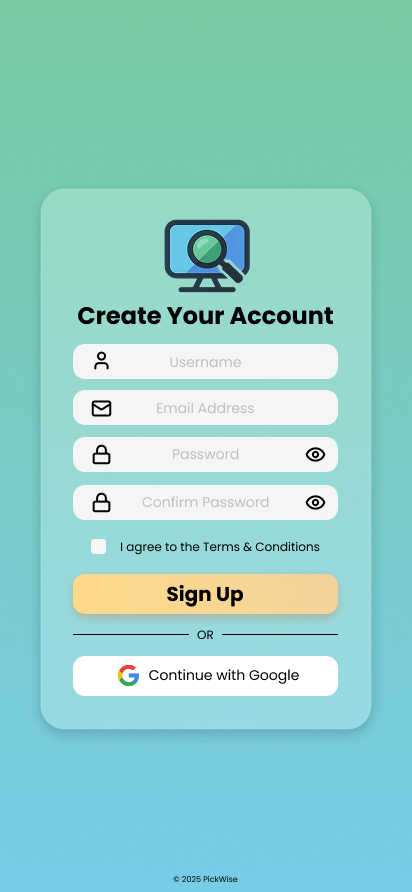 Create Your Account
Username
Email Address
Password
Confirm Password
I agree to the Terms & Conditions
Sign Up
OR
Continue with Google
© 2025 PickWise